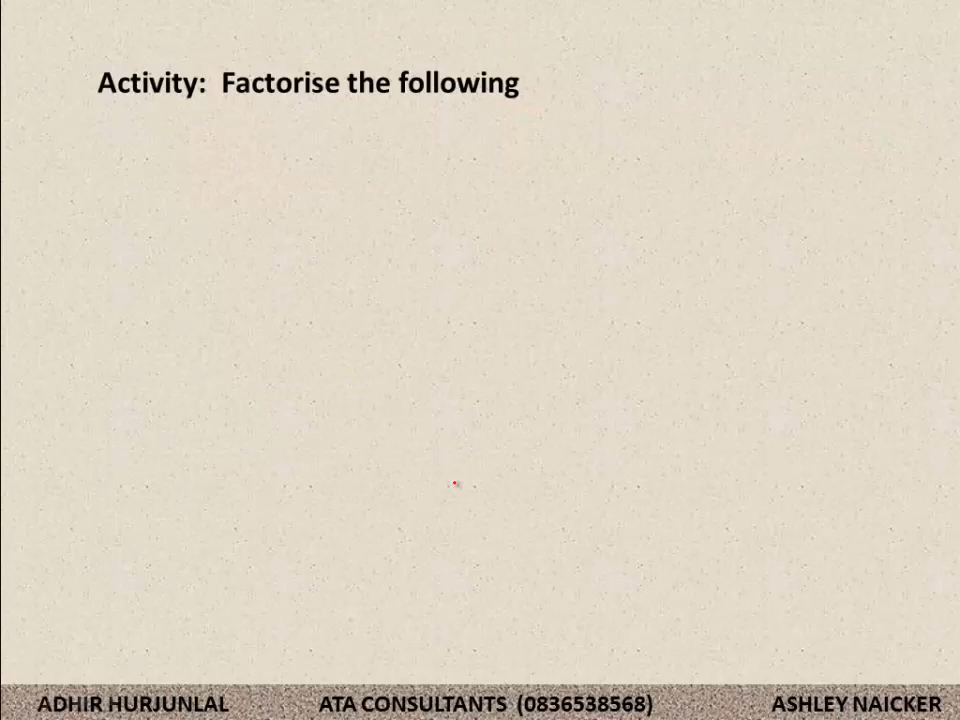 Activity: Factorise the following
ADHIR HURJUNLAL ATA CONSULTANTS (0836538568) ASHLEY NAICKER